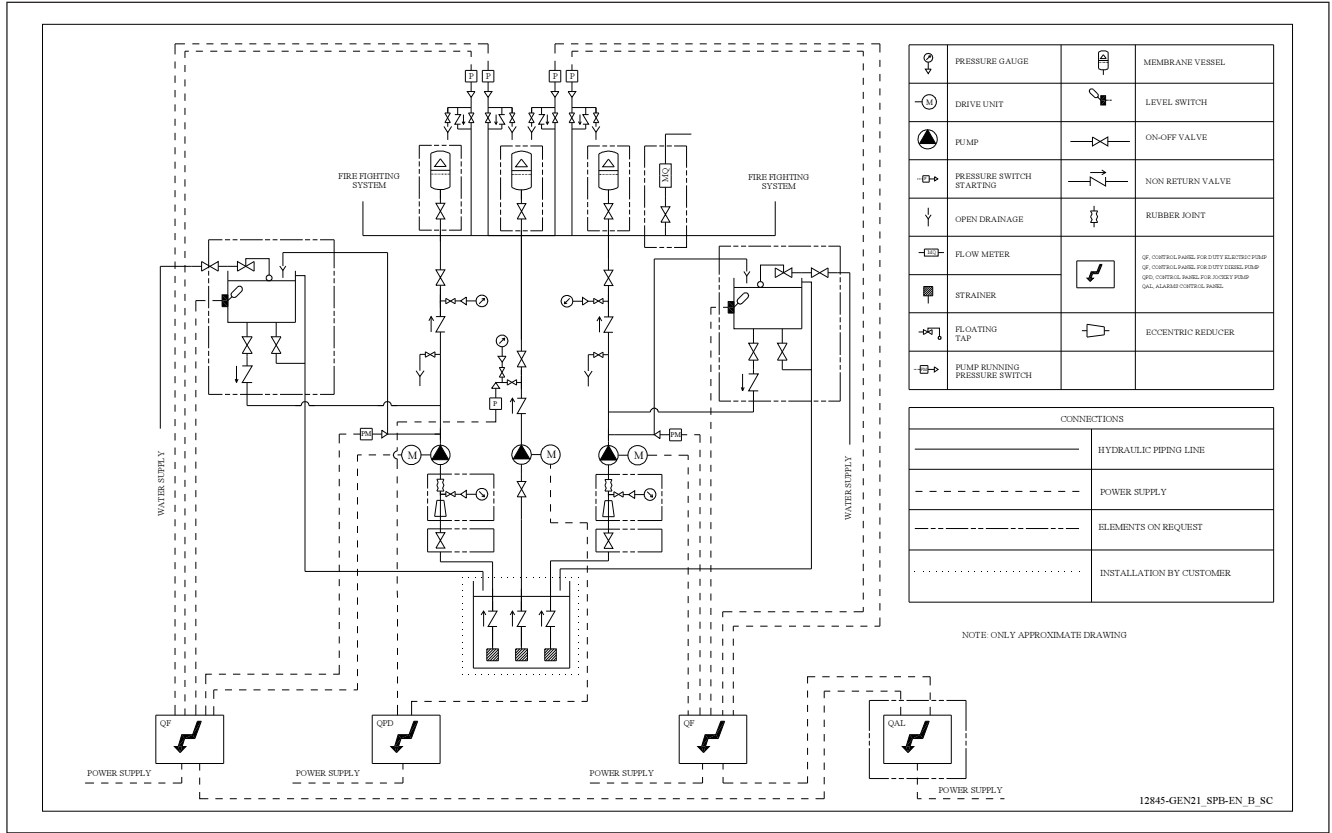 P
P
P
P
FIRE FIGHTING
SYSTEM
MQ
FIRE FIGHTING
SYSTEM
P
PM
PM
M
M
M
WATER SUPPLY
WATER SUPPLY
QF
QPD
QF
QAL
POWER SUPPLY
POWER SUPPLY
POWER SUPPLY
POWER SUPPLY
PRESSURE GAUGE
MEMBRANE VESSEL
M
DRIVE UNIT
LEVEL SWITCH
PUMP
ON-OFF VALVE
P
PRESSURE SWITCH
STARTING
NON RETURN VALVE
OPEN DRAINAGE
RUBBER JOINT
MQ
FLOW METER
QF, CONTROL PANEL FOR DUTY ELECTRIC PUMP
QF, CONTROL PANEL FOR DUTY DIESEL PUMP
QPD, CONTROL PANEL FOR JOCKEY PUMP
QAL, ALARMS CONTROL PANEL
STRAINER
FLOATING
TAP
ECCENTRIC REDUCER
PM
PUMP RUNNING
PRESSURE SWITCH
CONNECTIONS
HYDRAULIC PIPING LINE
POWER SUPPLY
ELEMENTS ON REQUEST
INSTALLATION BY CUSTOMER
NOTE: ONLY APPROXIMATE DRAWING
12845-GEN21_SPB-EN_B_SC